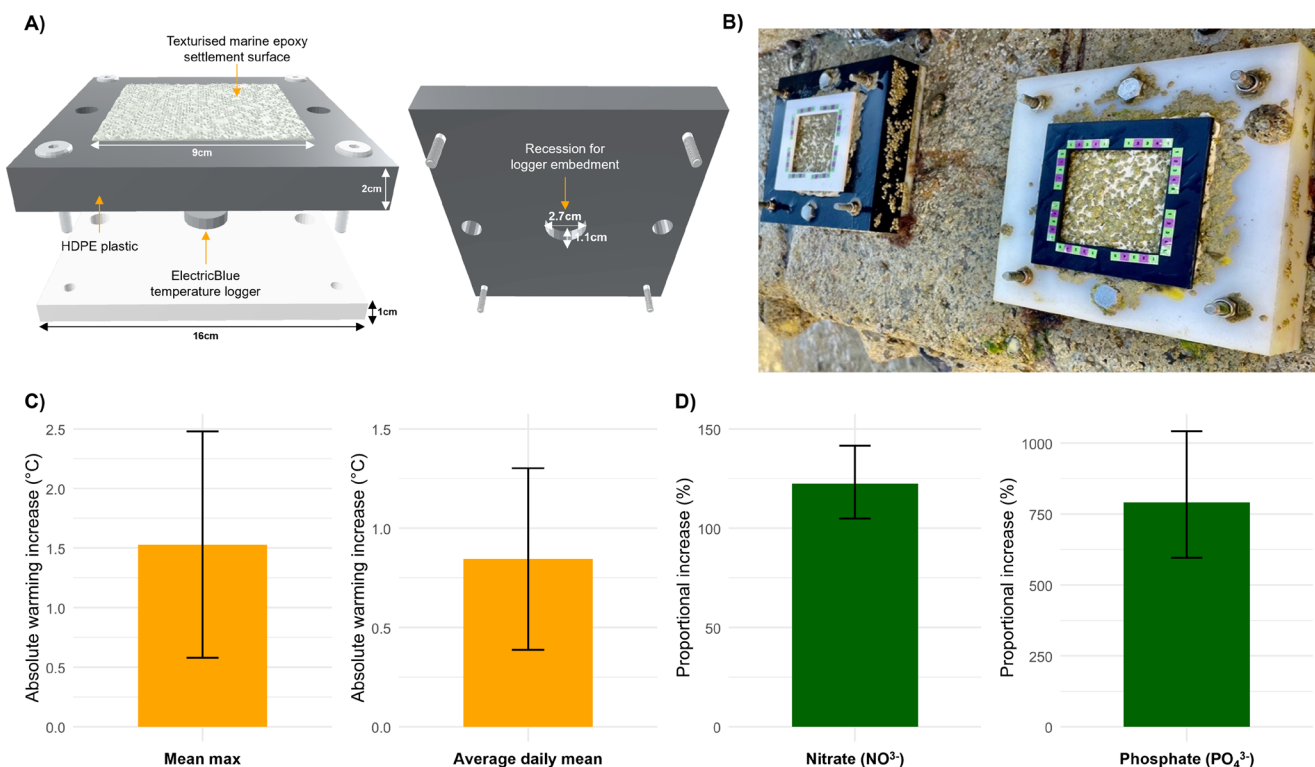 A)
Texturised marine epoxy
settlement surface
9cm
2cm
HDPE plastic
ElectricBlue
temperature logger
1cm
16cm
Recession for
logger embedment
2.7cm
1.1cm
B)
C)
Absolute warming increase (°C)
2.5
2.0
1.5
1.0
0.5
0.0
Mean max
Absolute warming increase (°C)
1.5
1.0
0.5
0.0
Average daily mean
D)
Proportional increase (%)
150
100
50
0
Nitrate (NO³⁻)
Proportional increase (%)
1000
750
500
250
0
Phosphate (PO₄³⁻)